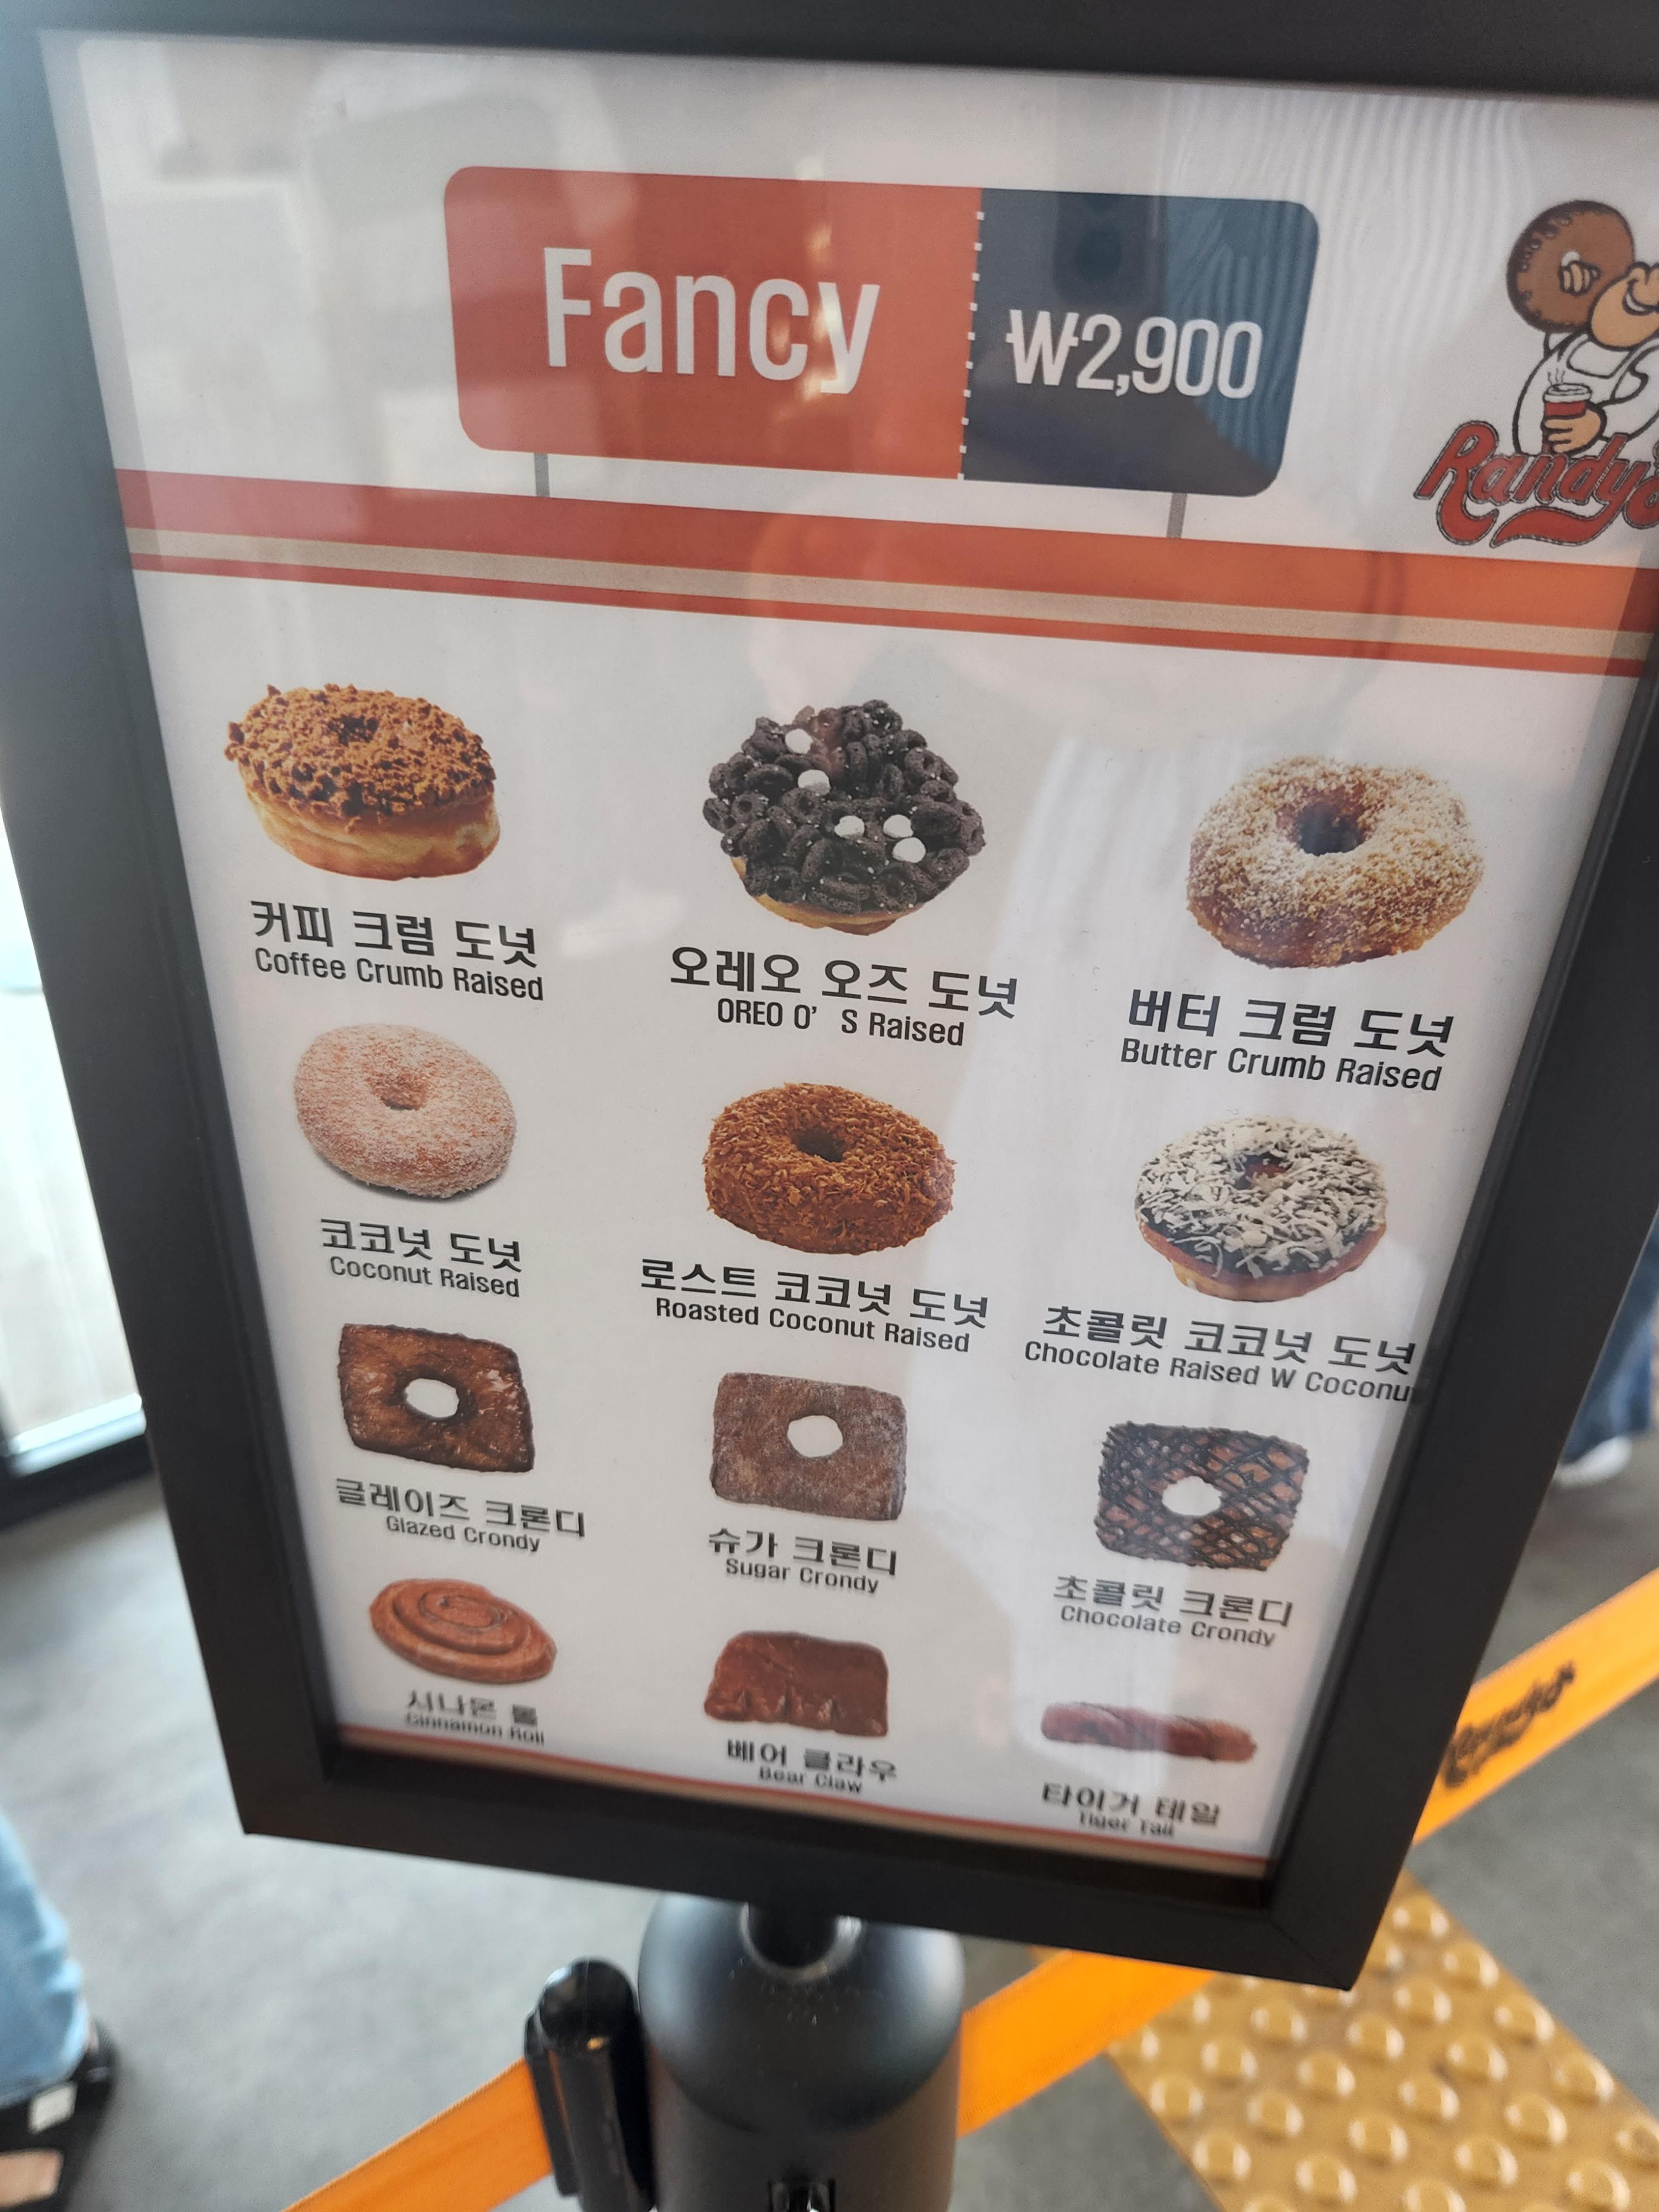 Fancy
₩2,900
Randy's
커피 크럼 도넛
Coffee Crumb Raised
오레오 오즈 도넛
OREO O' S Raised
버터 크럼 도넛
Butter Crumb Raised
코코넛 도넛
Coconut Raised
로스트 코코넛 도넛
Roasted Coconut Raised
초콜릿 코코넛 도넛
Chocolate Raised W Coconu
글레이즈 크론디
Glazed Crondy
슈가 크론디
Sugar Crondy
초콜릿 크론디
Chocolate Crondy
시나몬 롤
Cinnamon Roll
베어 클라우
Bear Claw
타이거 테일
Tiger Tail
Randy's